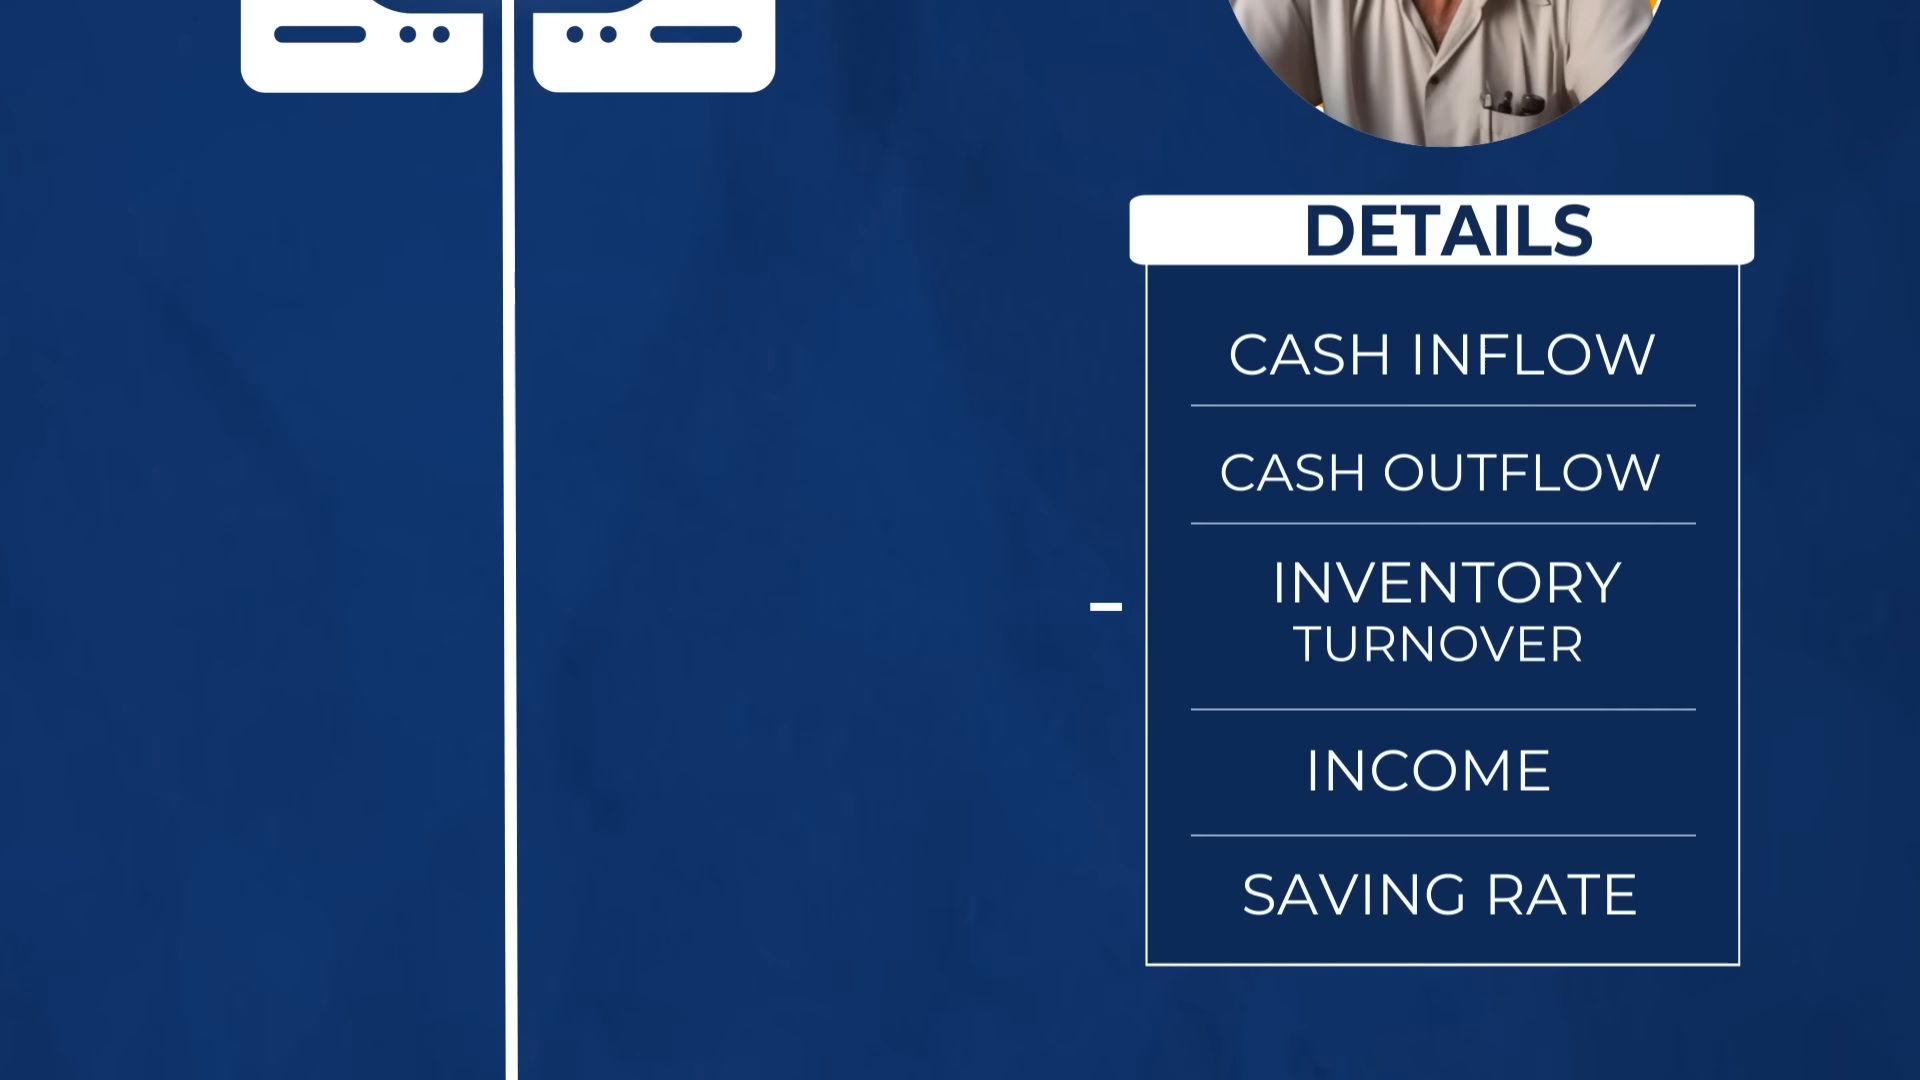 DETAILS
CASH INFLOW
CASH OUTFLOW
INVENTORY
TURNOVER
INCOME
SAVING RATE